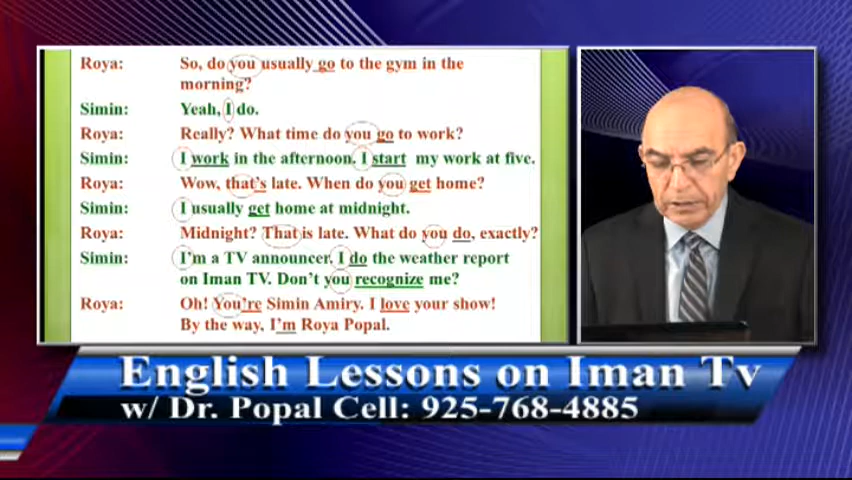 Roya: So, do you usually go to the gym in the
morning?
Simin: Yeah, I do.
Roya: Really? What time do you go to work?
Simin: I work in the afternoon. I start my work at five.
Roya: Wow, that's late. When do you get home?
Simin: I usually get home at midnight.
Roya: Midnight? That is late. What do you do, exactly?
Simin: I'm a TV announcer. I do the weather report
on Iman TV. Don't you recognize me?
Roya: Oh! You're Simin Amiry. I love your show!
By the way, I'm Roya Popal.
English Lessons on Iman Tv
w/ Dr. Popal Cell: 925-768-4885